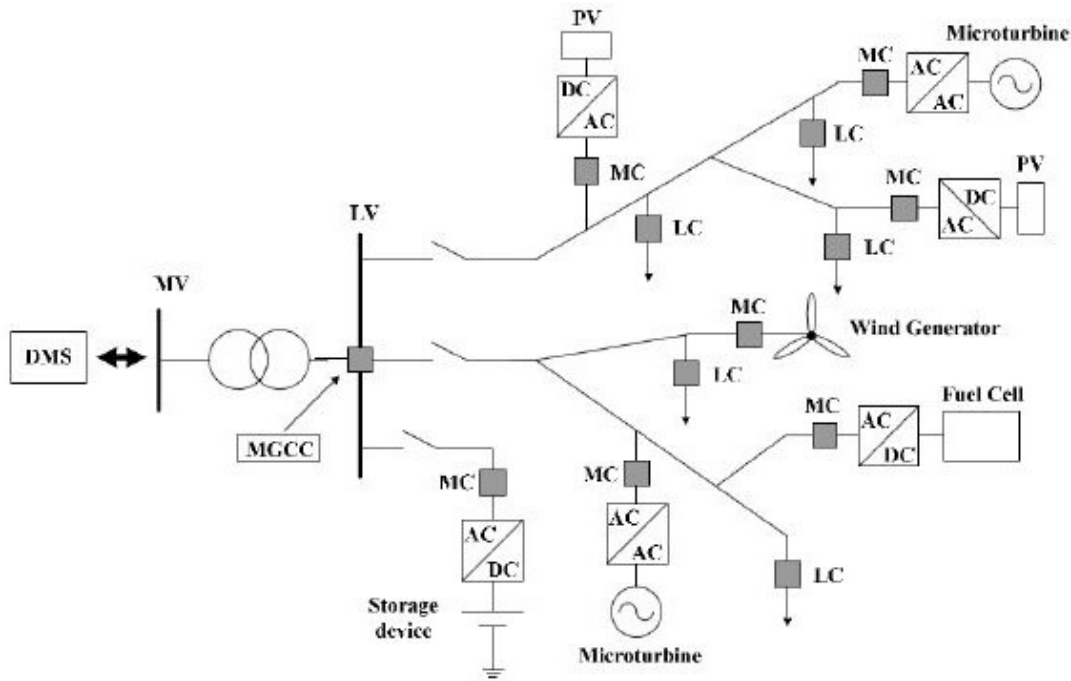 PV
DC
AC
MC
LC
MC
AC
AC
Microturbine
LC
MC
DC
AC
PV
LC
LV
MV
DMS
MGCC
MC
Wind Generator
LC
MC
AC
DC
Fuel Cell
MC
AC
DC
Storage
device
MC
AC
AC
Microturbine
LC